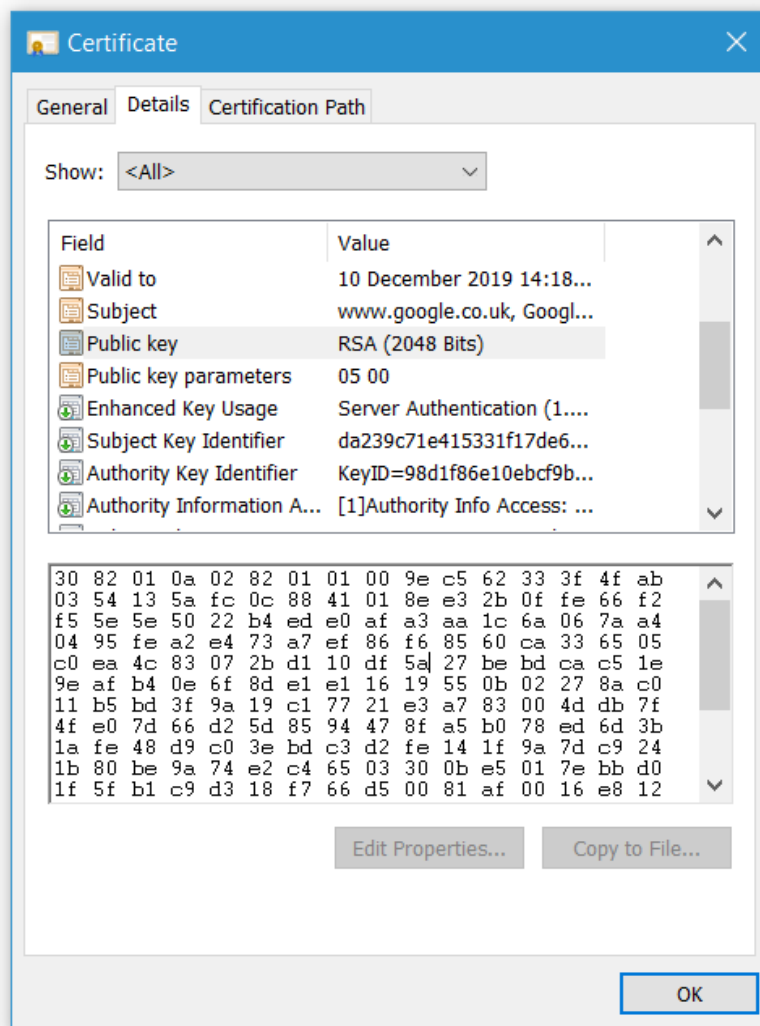 Certificate
General Details Certification Path
Show: <All>
Field Value
Valid to 10 December 2019 14:18...
Subject www.google.co.uk, Googl...
Public key RSA (2048 Bits)
Public key parameters 05 00
Enhanced Key Usage Server Authentication (1....
Subject Key Identifier da239c71e415331f17de6...
Authority Key Identifier KeyID=98d1f86e10ebcf9b...
Authority Information A... [1]Authority Info Access: ...
30 82 01 0a 02 82 01 01 00 9e c5 62 33 3f 4f ab
03 54 13 5a fc 0c 88 41 01 8e e3 2b 0f fe 66 f2
f5 5e 5e 50 22 b4 ed e0 af a3 aa 1c 6a 06 7a a4
04 95 fe a2 e4 73 a7 ef 86 f6 85 60 ca 33 65 05
c0 ea 4c 83 07 2b d1 10 df 5a 27 be bd ca c5 1e
9e af b4 0e 6f 8d e1 e1 16 19 55 0b 02 27 8a c0
11 b5 bd 3f 9a 19 c1 77 21 e3 a7 83 00 4d db 7f
4f e0 7d 66 d2 5d 85 94 47 8f a5 b0 78 ed 6d 3b
1a fe 48 d9 c0 3e bd c3 d2 fe 14 1f 9a 7d c9 24
1b 80 be 9a 74 e2 c4 65 03 30 0b e5 01 7e bb d0
1f 5f b1 c9 d3 18 f7 66 d5 00 81 af 00 16 e8 12
Edit Properties... Copy to File...
OK